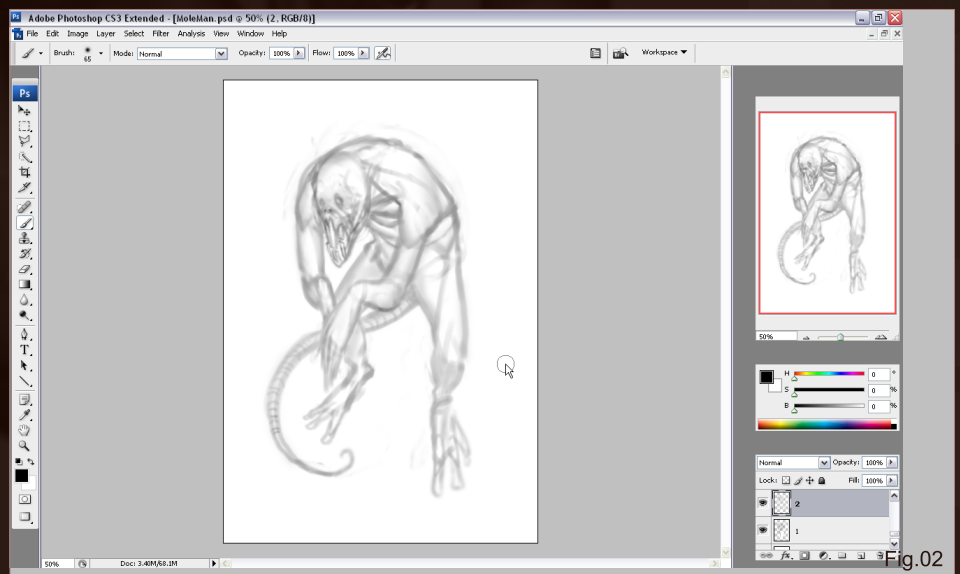 Ps Adobe Photoshop CS3 Extended - [MoleMan.psd @ 50% (2, RGB/8)]
File Edit Image Layer Select Filter Analysis View Window Help
Brush: 65 Mode: Normal Opacity: 100% Flow: 100% Workspace ▼
Ps
T
50%
H 0 °
S 0 %
B 0 %
Normal Opacity: 100%
Lock: Fill: 100%
2
1
fx
50% Doc: 3.40M/68.1M
Fig.02